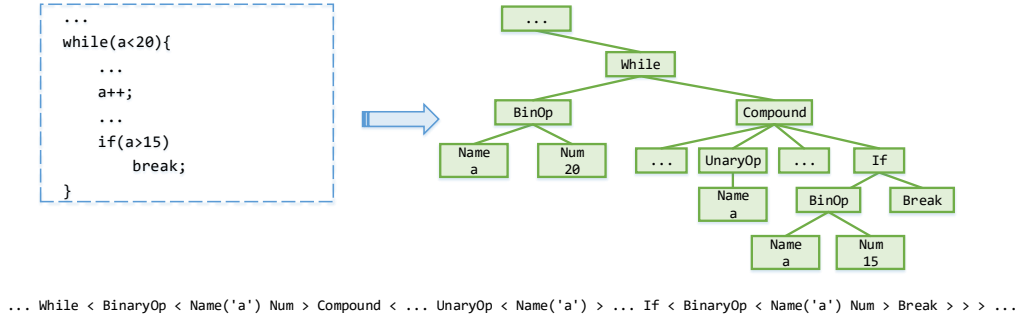 ...
while(a<20){
...
a++;
...
if(a>15)
break;
}
...
While
BinOp
Compound
Name
a
Num
20
...
UnaryOp
...
If
Name
a
BinOp
Break
Name
a
Num
15
... While < BinaryOp < Name('a') Num > Compound < ... UnaryOp < Name('a') > ... If < BinaryOp < Name('a') Num > Break > > > ...